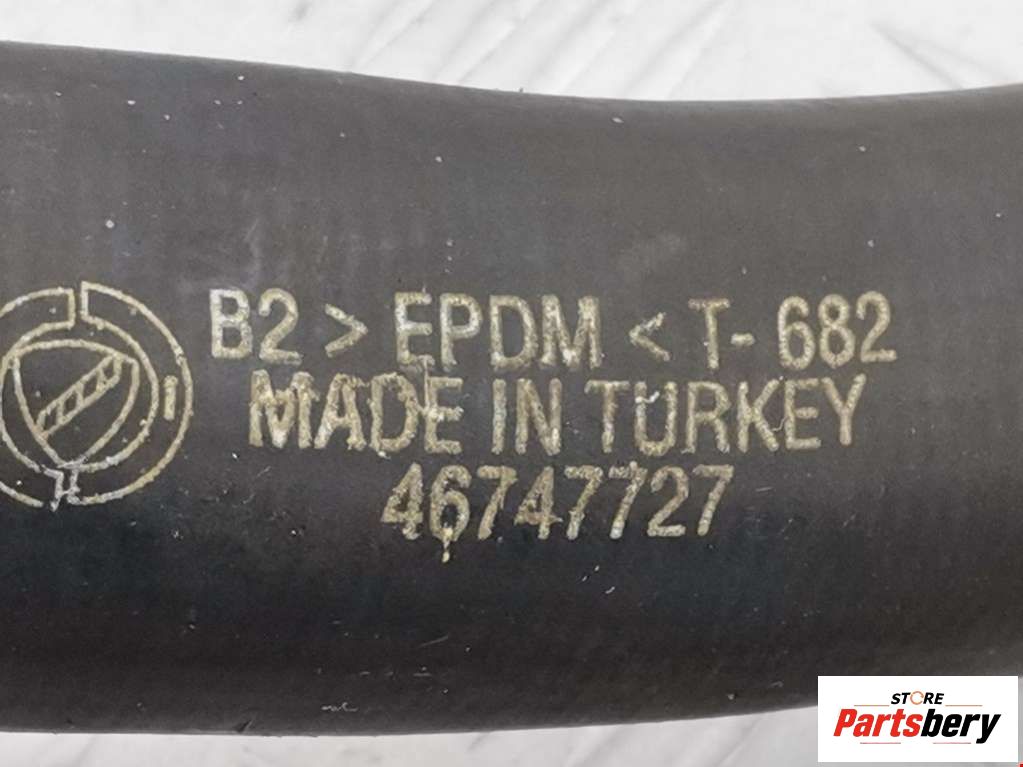 B2 > EPDM < T-682
MADE IN TURKEY
46747727
STORE
Partsbery